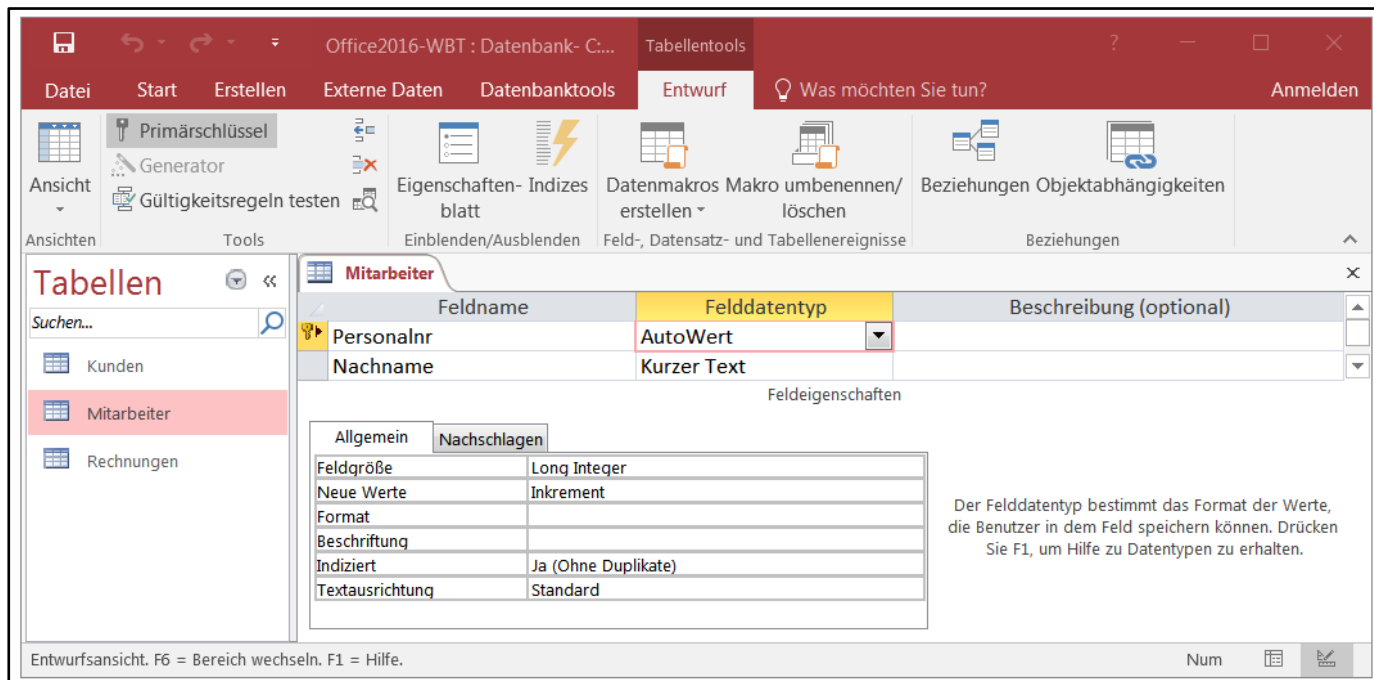 Office2016-WBT : Datenbank- C:... Tabellentools ?
Datei Start Erstellen Externe Daten Datenbanktools Entwurf Was möchten Sie tun? Anmelden
Ansicht
Primärschlüssel
Generator
Gültigkeitsregeln testen
Eigenschaften-
blatt
Indizes
Datenmakros
erstellen
Makro umbenennen/
löschen
Beziehungen
Objektabhängigkeiten
Ansichten Tools Einblenden/Ausblenden Feld-, Datensatz- und Tabellenereignisse Beziehungen
Tabellen
Suchen...
Kunden
Mitarbeiter
Rechnungen
Mitarbeiter
Feldname Felddatentyp Beschreibung (optional)
Personalnr AutoWert
Nachname Kurzer Text
Feldeigenschaften
Allgemein Nachschlagen
Feldgröße Long Integer
Neue Werte Inkrement
Format
Beschriftung
Indiziert Ja (Ohne Duplikate)
Textausrichtung Standard
Der Felddatentyp bestimmt das Format der Werte,
die Benutzer in dem Feld speichern können. Drücken
Sie F1, um Hilfe zu Datentypen zu erhalten.
Entwurfsansicht. F6 = Bereich wechseln. F1 = Hilfe. Num